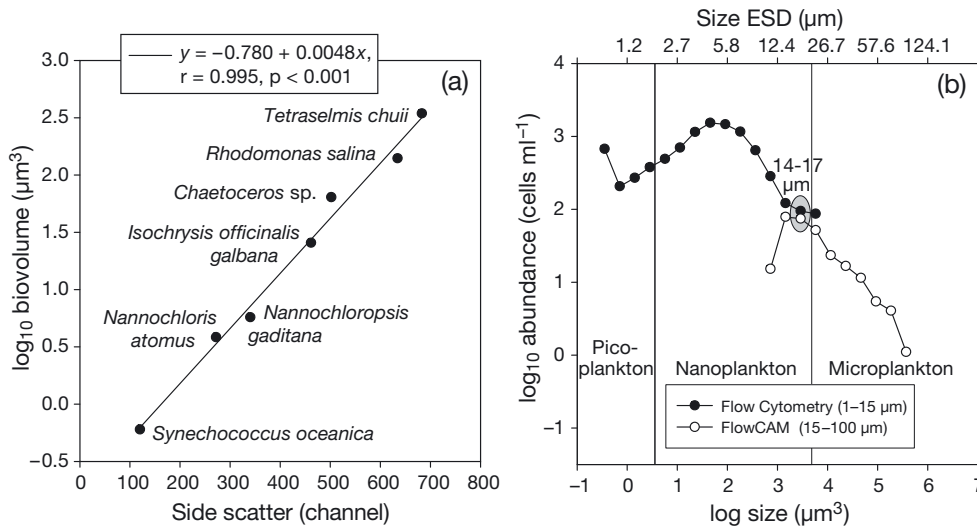 y = –0.780 + 0.0048x,
r = 0.995, p < 0.001
(a)
Tetraselmis chuii
Rhodomonas salina
Chaetoceros sp.
Isochrysis officinalis
galbana
Nannochloris
atomus
Nannochloropsis
gaditana
Synechococcus oceanica
log10 biovolume (µm³)
3.0
2.5
2.0
1.5
1.0
0.5
0.0
–0.5
0 100 200 300 400 500 600 700 800
Side scatter (channel)
Size ESD (µm)
1.2 2.7 5.8 12.4 26.7 57.6 124.1
(b)
14-17
µm
log10 abundance (cells ml–1)
4
3
2
1
0
–1
Pico-
plankton
Nanoplankton
Microplankton
Flow Cytometry (1–15 µm)
FlowCAM (15–100 µm)
–1 0 1 2 3 4 5 6 7
log size (µm³)